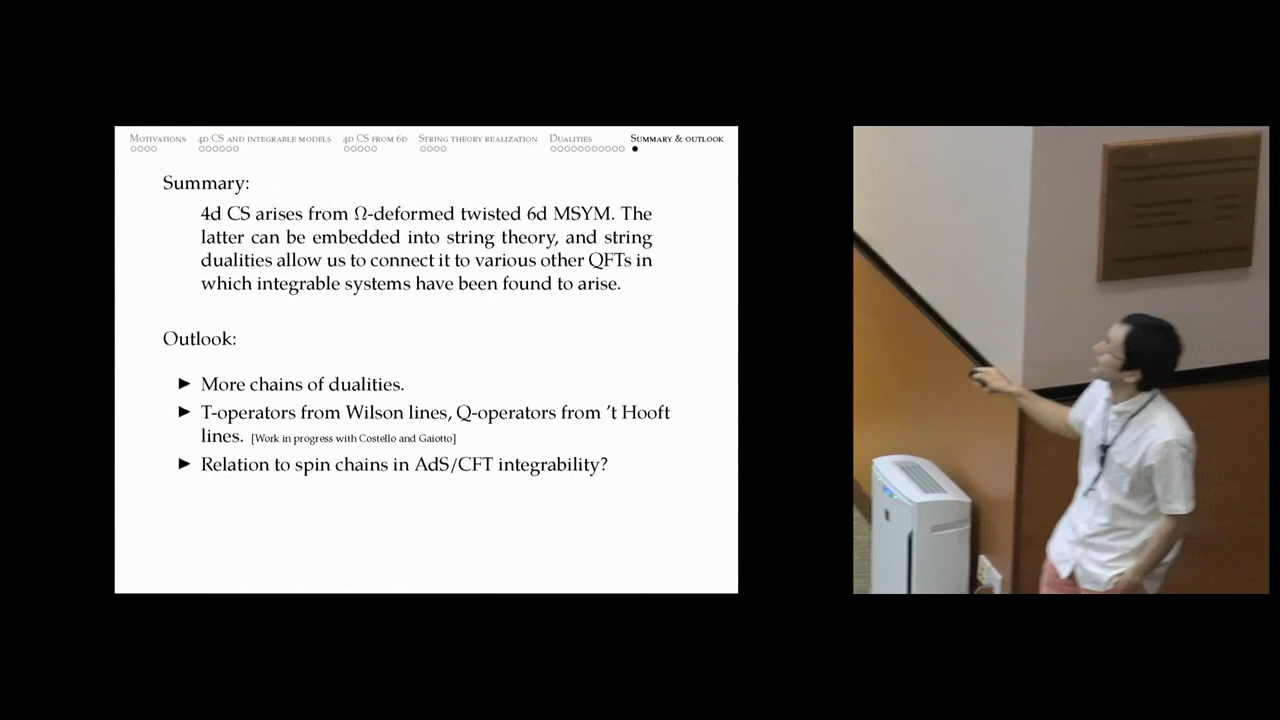 Motivations 4d CS and integrable models 4d CS from 6d String theory realization Dualities Summary & outlook
Summary:
4d CS arises from Ω-deformed twisted 6d MSYM. The
latter can be embedded into string theory, and string
dualities allow us to connect it to various other QFTs in
which integrable systems have been found to arise.
Outlook:
▶ More chains of dualities.
▶ T-operators from Wilson lines, Q-operators from 't Hooft
lines. [Work in progress with Costello and Gaiotto]
▶ Relation to spin chains in AdS/CFT integrability?